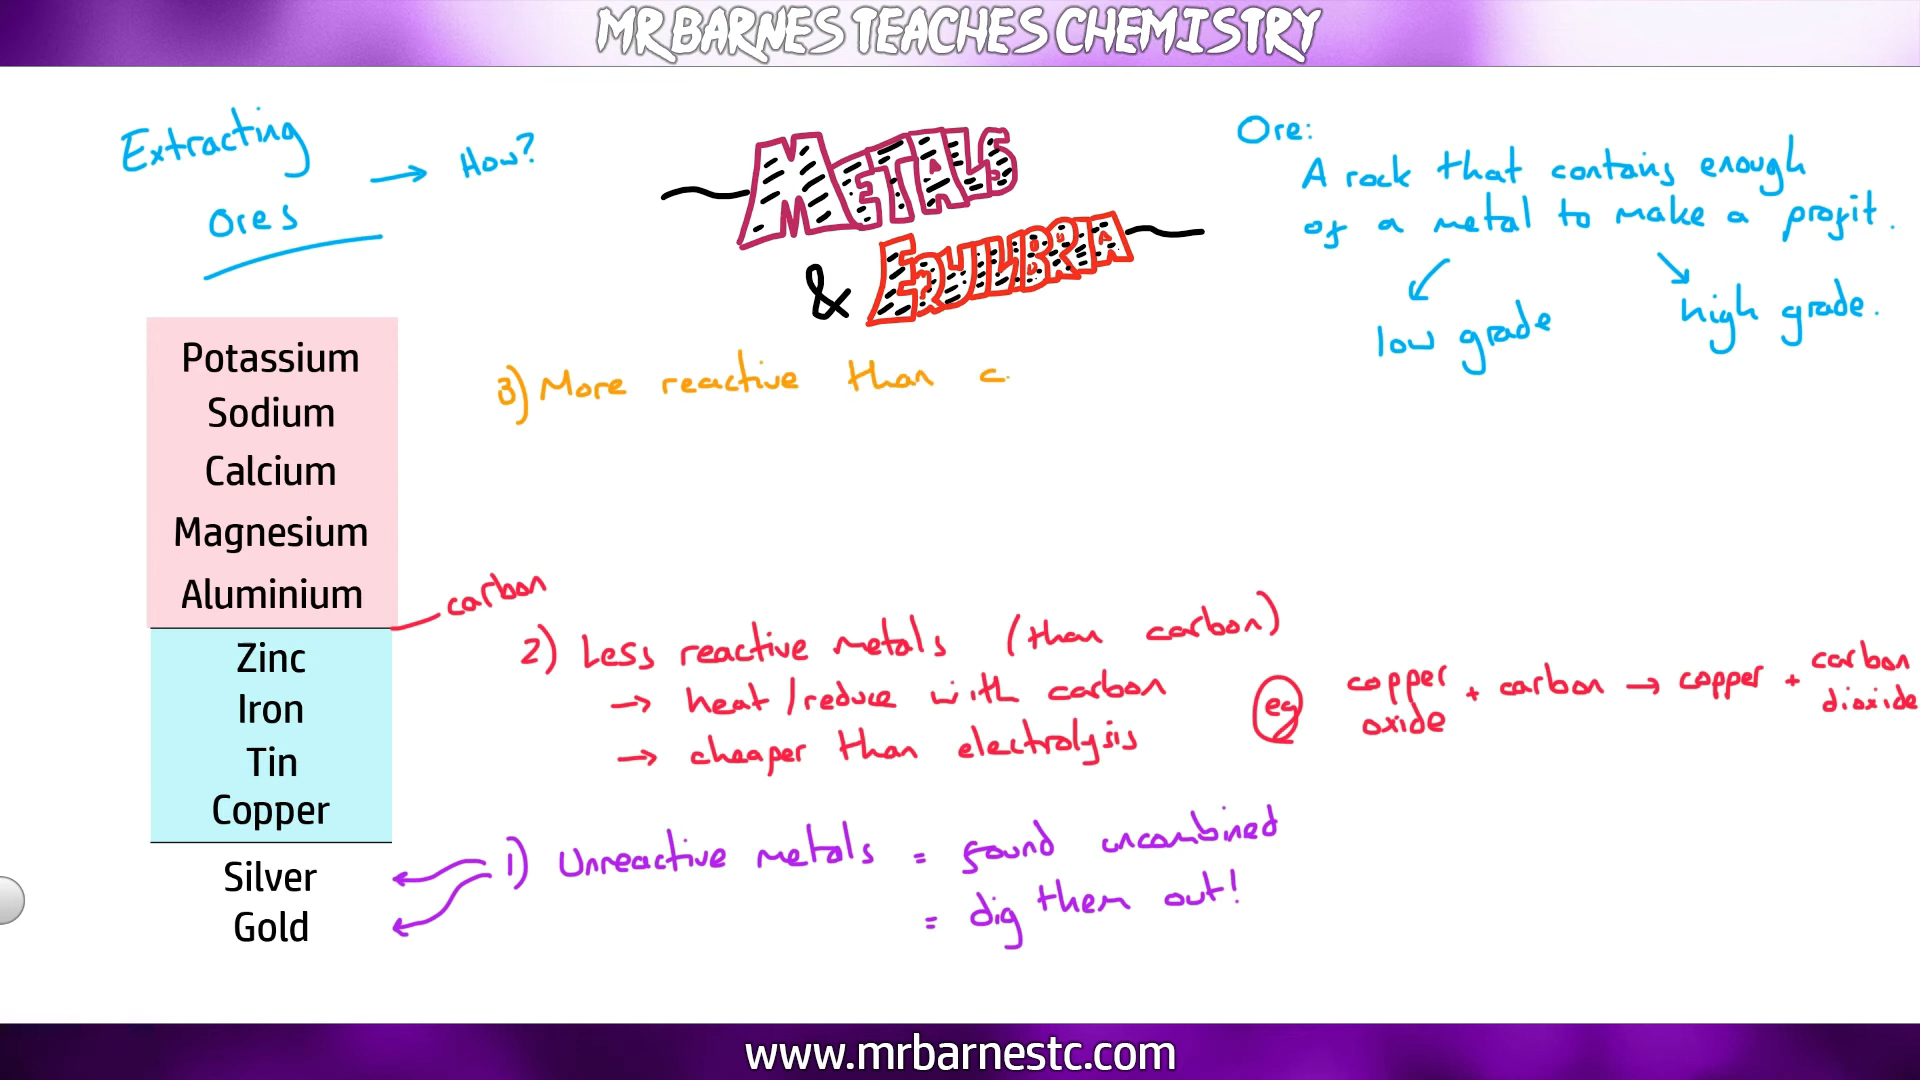 MR BARNES TEACHES CHEMISTRY
Extracting
Ores
→ How?
METALS
& EQUILIBRIA
Ore:
A rock that contains enough
of a metal to make a profit.
low grade
high grade.
Potassium
Sodium
Calcium
Magnesium
Aluminium
Zinc
Iron
Tin
Copper
Silver
Gold
3) More reactive than c
carbon
2) Less reactive metals (than carbon)
→ heat/reduce with carbon
→ cheaper than electrolysis
eg copper oxide + carbon → copper + carbon dioxide
1) Unreactive metals = found uncombined
= dig them out!
www.mrbarnestc.com